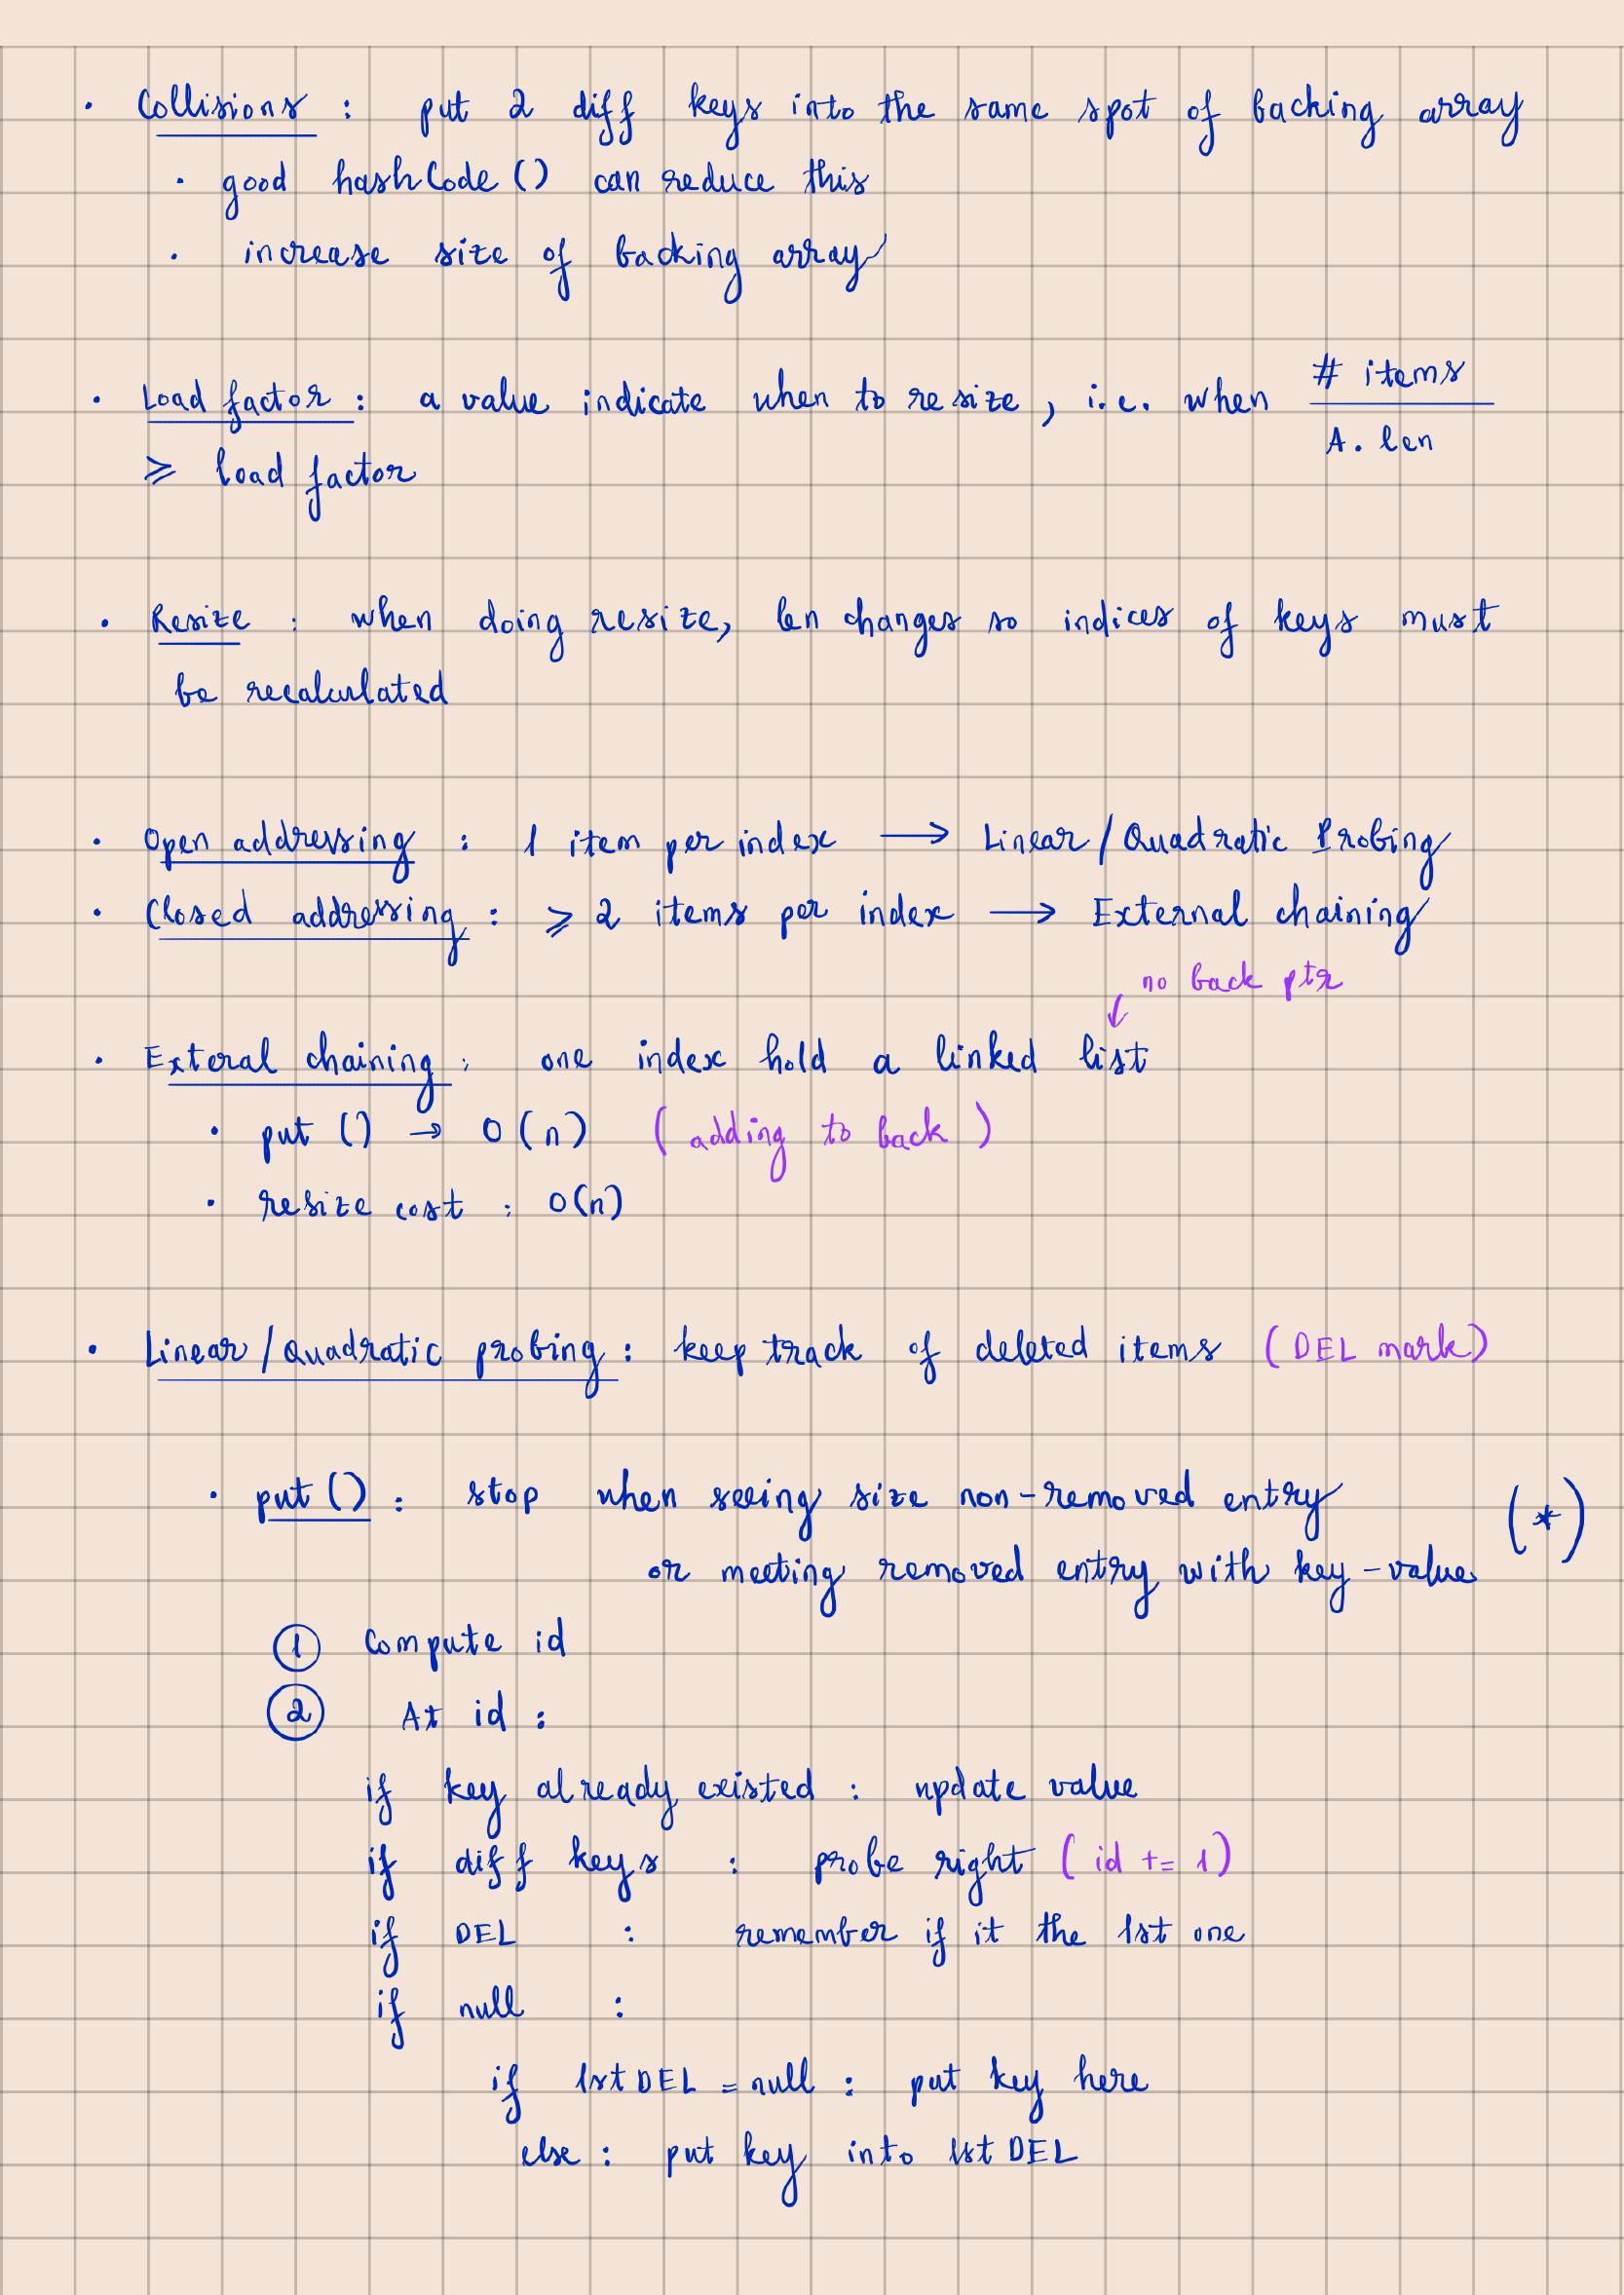 • Collisions : put 2 diff keys into the same spot of backing array
• good hashCode () can reduce this
• increase size of backing array
• Load factor : a value indicate when to resize, i.e. when # items / A. len
≥ load factor
• Resize : when doing resize, len changes so indices of keys must
be recalculated
• Open addressing : 1 item per index → Linear/Quadratic Probing
• Closed addressing : ≥ 2 items per index → External chaining
↙ no back ptr
• Exteral chaining : one index hold a linked list
• put () → O(n) (adding to back)
• resize cost : O(n)
• Linear/Quadratic probing : keep track of deleted items (DEL mark)
• put () : stop when seeing size non-removed entry (*)
or meeting removed entry with key-value
① Compute id
② At id :
if key already existed : update value
if diff keys : probe right (id += 1)
if DEL : remember if it the 1st one
if null :
if 1st DEL = null : put key here
else : put key into 1st DEL